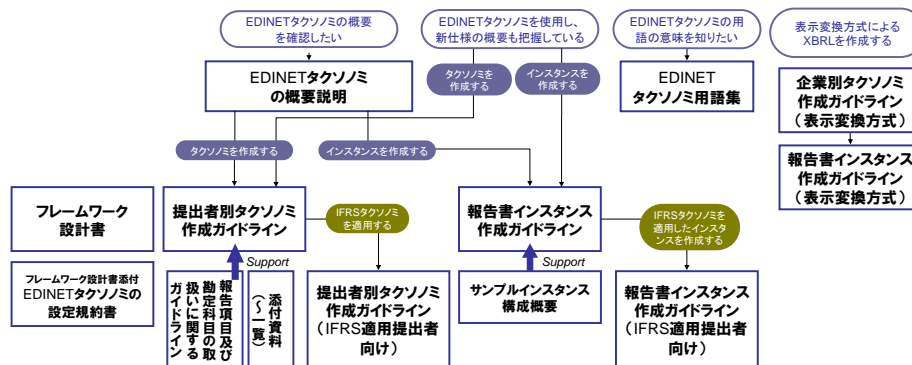 EDINETタクソノミの概要
を確認したい
EDINETタクソノミを使用し、
新仕様の概要も把握している
EDINETタクソノミの用
語の意味を知りたい
表示変換方式による
XBRLを作成する
EDINETタクソノミ
の概要説明
タクソノミを
作成する
インスタンスを
作成する
EDINET
タクソノミ用語集
企業別タクソノミ
作成ガイドライン
(表示変換方式)
タクソノミを作成する
インスタンスを作成する
報告書インスタンス
作成ガイドライン
(表示変換方式)
フレームワーク
設計書
提出者別タクソノミ
作成ガイドライン
IFRSタクソノミ
を適用する
報告書インスタンス
作成ガイドライン
IFRSタクソノミを
適用したインスタ
ンスを作成する
Support
Support
フレームワーク設計書添付
EDINETタクソノミの
設定規約書
報告項目及び
勘定科目の取
扱いに関する
ガイドライン
添付資料
(~一覧)
提出者別タクソノミ
作成ガイドライン
(IFRS適用提出者
向け)
サンプルインスタンス
構成概要
報告書インスタンス
作成ガイドライン
(IFRS適用提出者
向け)